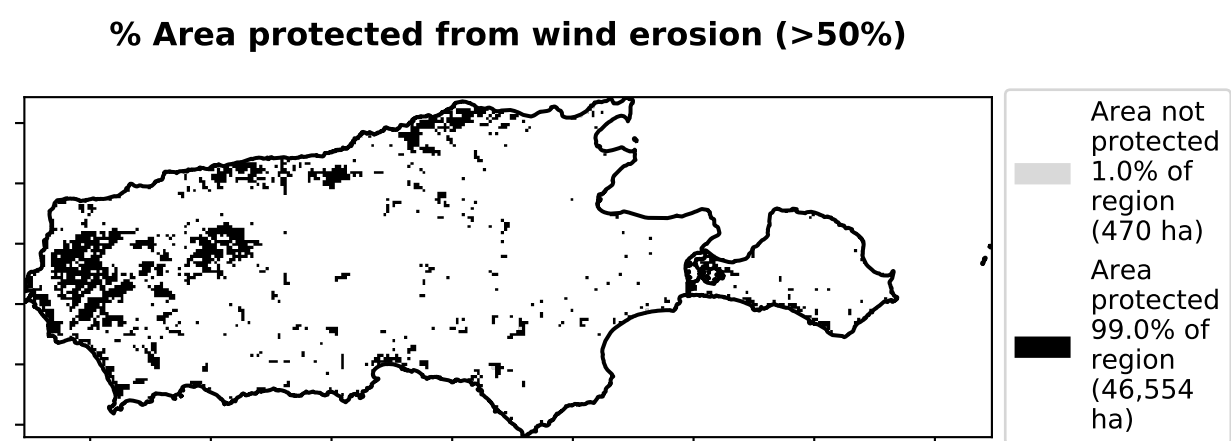 % Area protected from wind erosion (>50%)
Area not
protected
1.0% of
region
(470 ha)
Area
protected
99.0% of
region
(46,554
ha)